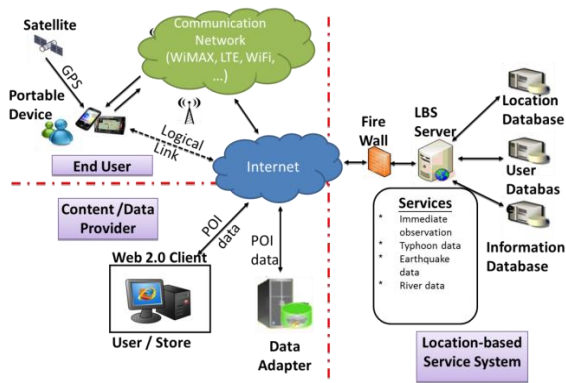 Satellite
GPS
Portable
Device
Communication
Network
(WiMAX, LTE, WiFi,
...)
Logical
Link
End User
Internet
Fire
Wall
LBS
Server
Location
Database
User
Databas
Information
Database
Services
* Immediate
observation
* Typhoon data
* Earthquake
data
* River data
Content /Data
Provider
POI
data
POI
data
Web 2.0 Client
User / Store
Data
Adapter
Location-based
Service System